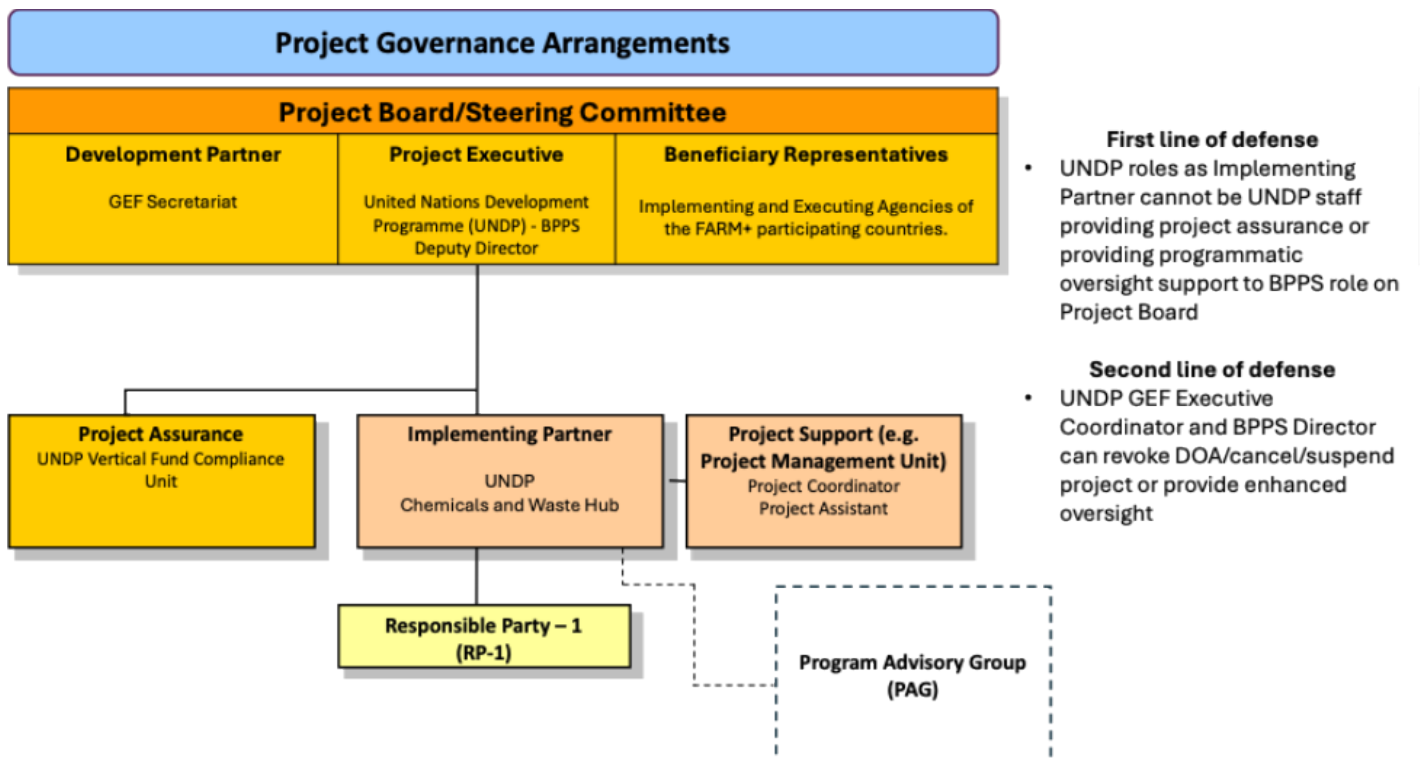 Project Governance Arrangements
Project Board/Steering Committee
Development Partner
GEF Secretariat
Project Executive
United Nations Development
Programme (UNDP) - BPPS
Deputy Director
Beneficiary Representatives
Implementing and Executing Agencies of
the FARM+ participating countries.
First line of defense
• UNDP roles as Implementing
Partner cannot be UNDP staff
providing project assurance or
providing programmatic
oversight support to BPPS role on
Project Board
Second line of defense
• UNDP GEF Executive
Coordinator and BPPS Director
can revoke DOA/cancel/suspend
project or provide enhanced
oversight
Project Assurance
UNDP Vertical Fund Compliance
Unit
Implementing Partner
UNDP
Chemicals and Waste Hub
Project Support (e.g.
Project Management Unit)
Project Coordinator
Project Assistant
Responsible Party – 1
(RP-1)
Program Advisory Group
(PAG)